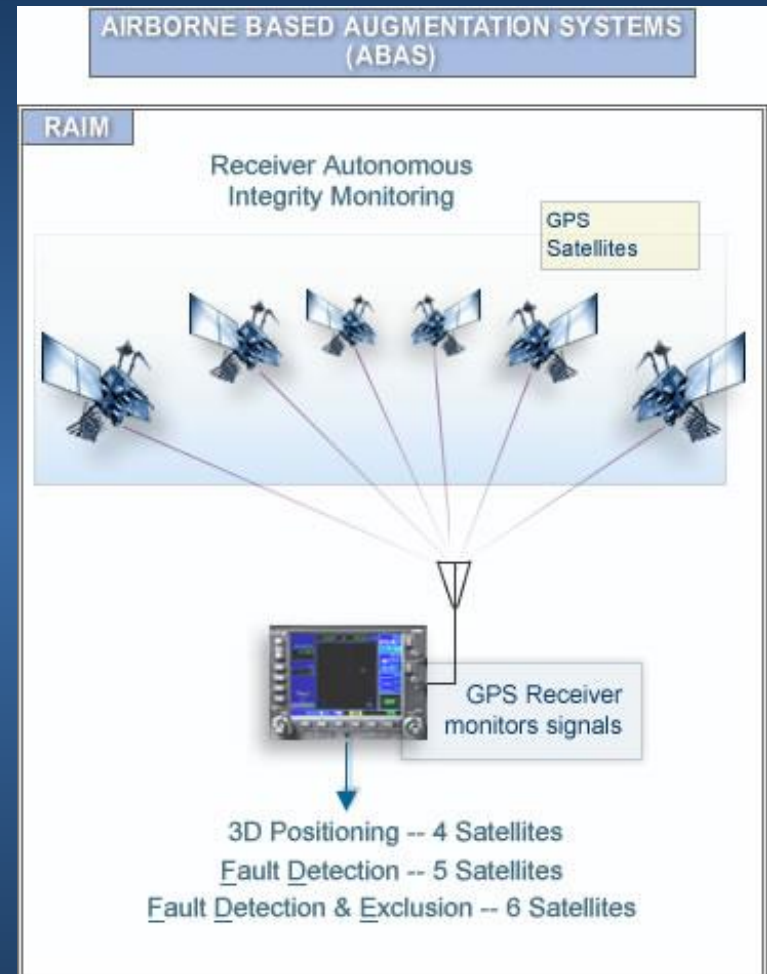 AIRBORNE BASED AUGMENTATION SYSTEMS
(ABAS)
RAIM
Receiver Autonomous
Integrity Monitoring
GPS
Satellites
GPS Receiver
monitors signals
3D Positioning -- 4 Satellites
Fault Detection -- 5 Satellites
Fault Detection & Exclusion -- 6 Satellites